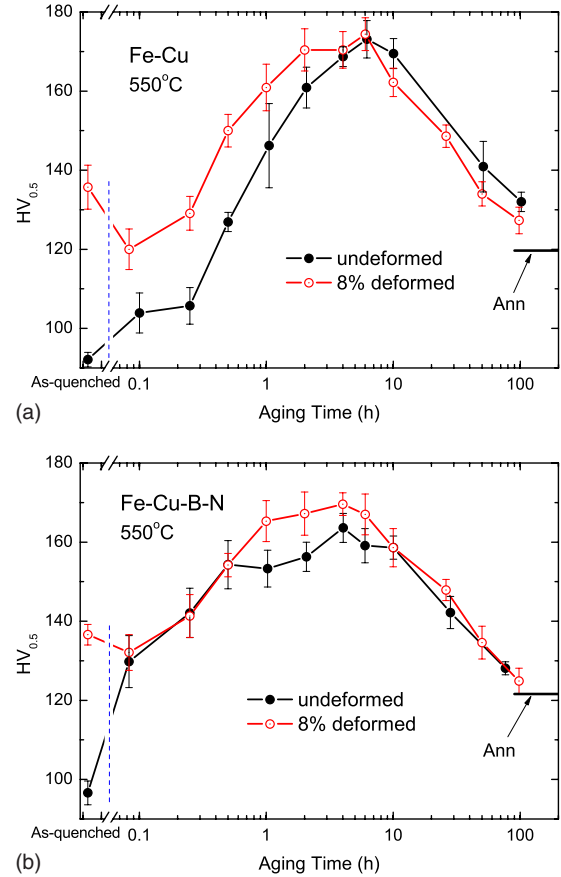 180
160
140
120
100
HV0.5
Fe-Cu
550°C
undeformed
8% deformed
Ann
As-quenched
0.1
1
10
100
(a)
Aging Time (h)
180
160
140
120
100
HV0.5
Fe-Cu-B-N
550°C
undeformed
8% deformed
Ann
As-quenched
0.1
1
10
100
(b)
Aging Time (h)